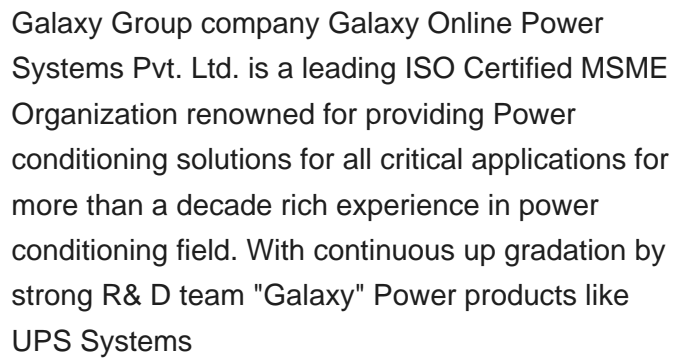 Galaxy Group company Galaxy Online Power
Systems Pvt. Ltd. is a leading ISO Certified MSME
Organization renowned for providing Power
conditioning solutions for all critical applications for
more than a decade rich experience in power
conditioning field. With continuous up gradation by
strong R& D team "Galaxy" Power products like
UPS Systems